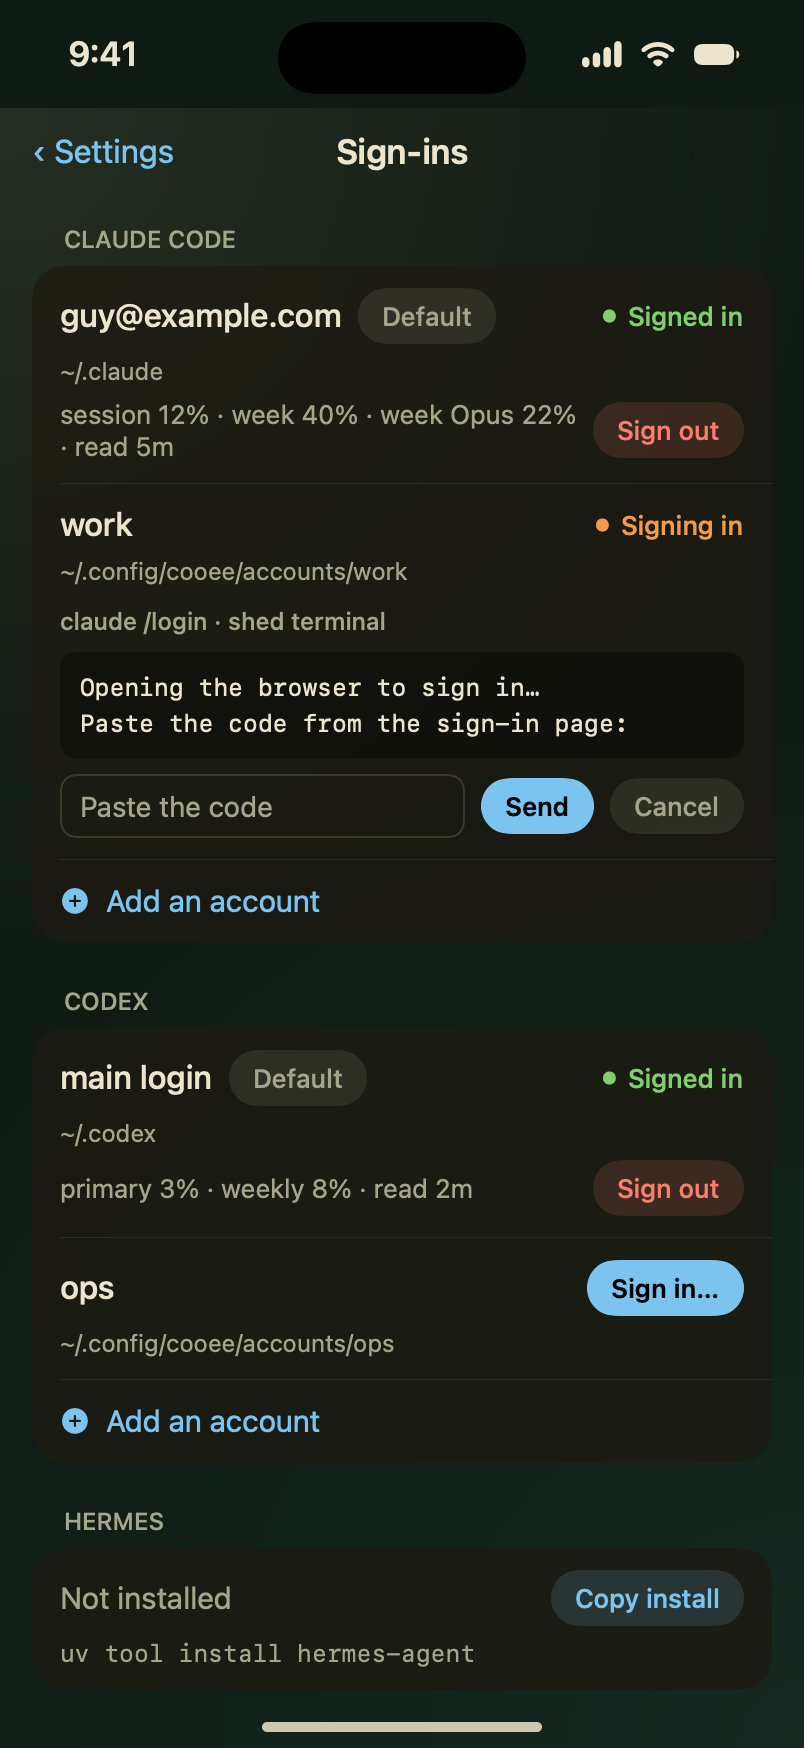 9:41
‹ Settings
Sign-ins
CLAUDE CODE
guy@example.com Default Signed in
~/.claude
session 12% · week 40% · week Opus 22%
· read 5m
Sign out
work Signing in
~/.config/cooee/accounts/work
claude /login · shed terminal
Opening the browser to sign in…
Paste the code from the sign-in page:
Paste the code Send Cancel
Add an account
CODEX
main login Default Signed in
~/.codex
primary 3% · weekly 8% · read 2m Sign out
ops Sign in...
~/.config/cooee/accounts/ops
Add an account
HERMES
Not installed Copy install
uv tool install hermes-agent